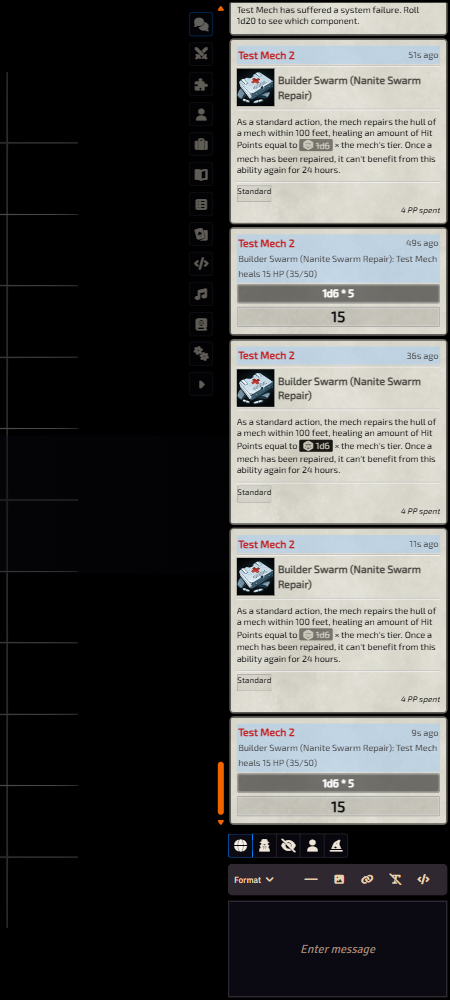 Test Mech has suffered a system failure. Roll
1d20 to see which component.
Test Mech 2
51s ago
Builder Swarm (Nanite Swarm
Repair)
As a standard action, the mech repairs the hull of
a mech within 100 feet, healing an amount of Hit
Points equal to 1d6 × the mech's tier. Once a
mech has been repaired, it can't benefit from this
ability again for 24 hours.
Standard
4 PP spent
Test Mech 2
49s ago
Builder Swarm (Nanite Swarm Repair): Test Mech
heals 15 HP (35/50)
1d6 * 5
15
Test Mech 2
36s ago
Builder Swarm (Nanite Swarm
Repair)
As a standard action, the mech repairs the hull of
a mech within 100 feet, healing an amount of Hit
Points equal to 1d6 × the mech's tier. Once a
mech has been repaired, it can't benefit from this
ability again for 24 hours.
Standard
4 PP spent
Test Mech 2
11s ago
Builder Swarm (Nanite Swarm
Repair)
As a standard action, the mech repairs the hull of
a mech within 100 feet, healing an amount of Hit
Points equal to 1d6 × the mech's tier. Once a
mech has been repaired, it can't benefit from this
ability again for 24 hours.
Standard
4 PP spent
Test Mech 2
9s ago
Builder Swarm (Nanite Swarm Repair): Test Mech
heals 15 HP (35/50)
1d6 * 5
15
Format
Enter message